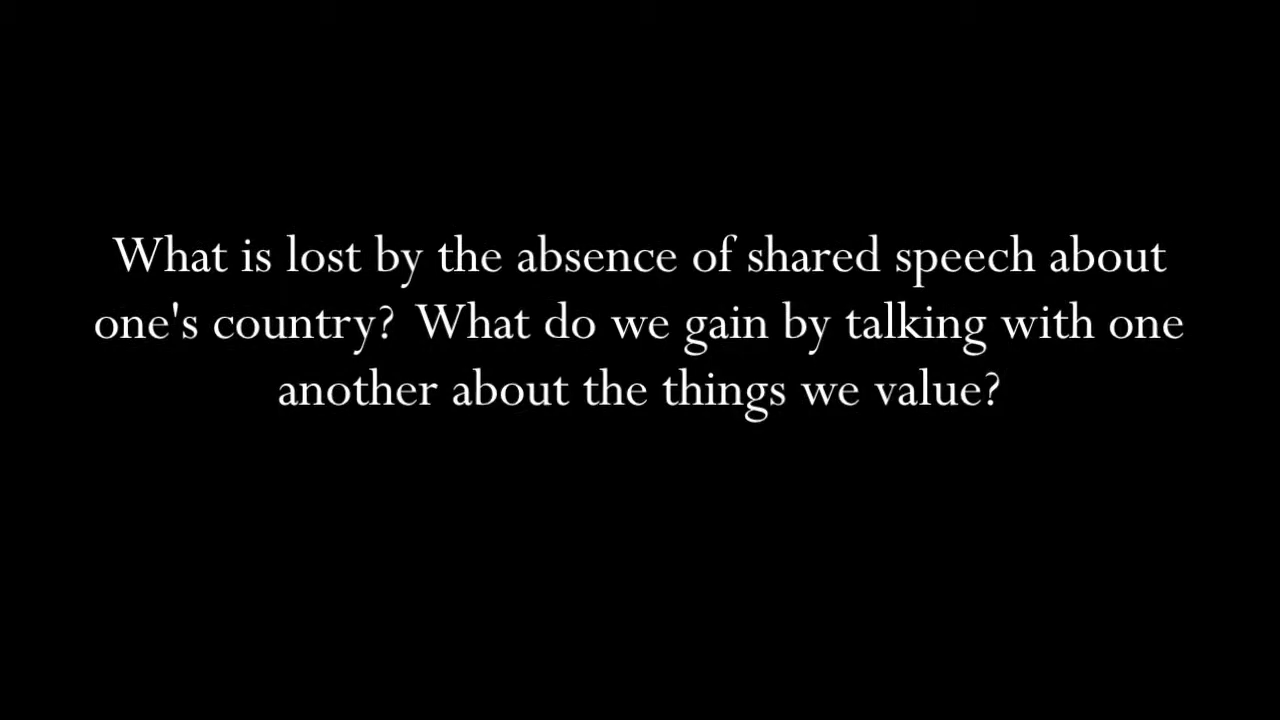 What is lost by the absence of shared speech about
one's country?  What do we gain by talking with one
another about the things we value?